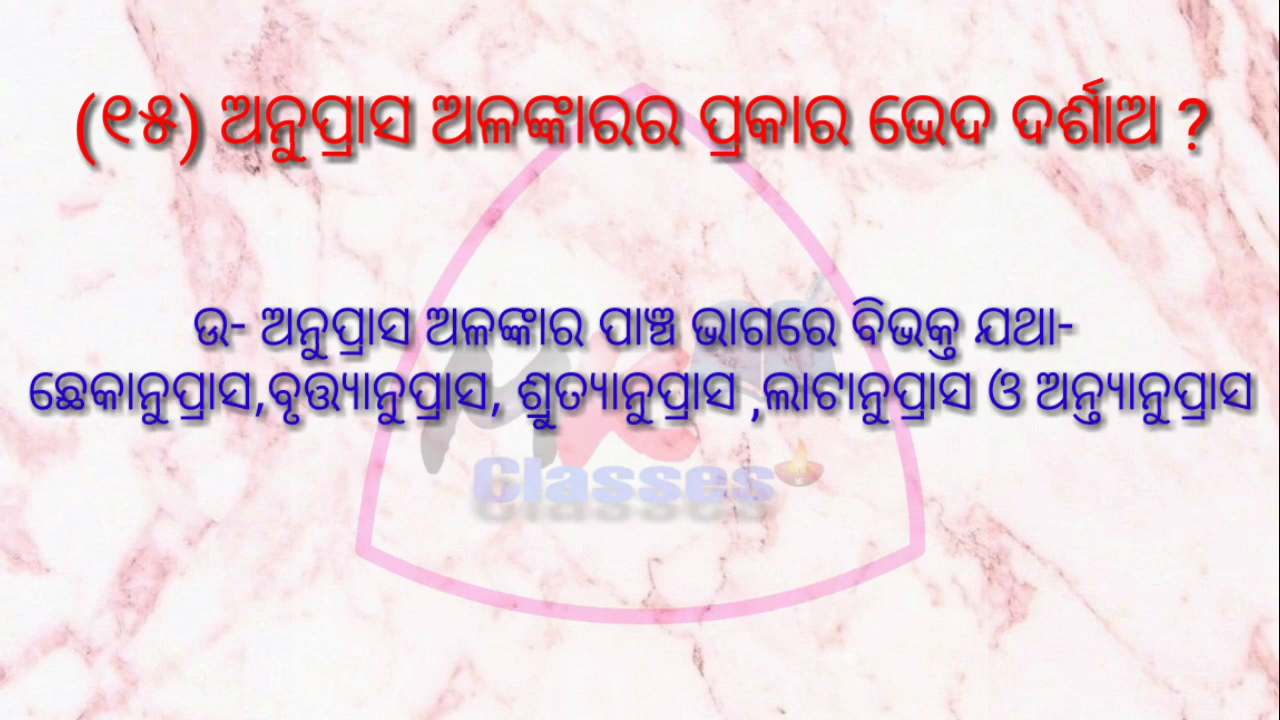 (୧୫) ଅନୁପ୍ରାସ ଅଳଙ୍କାରର ପ୍ରକାର ଭେଦ ଦର୍ଶାଅ ?
ଉ- ଅନୁପ୍ରାସ ଅଳଙ୍କାର ପାଞ୍ଚ ଭାଗରେ ବିଭକ୍ତ ଯଥା-
ଛେକାନୁପ୍ରାସ,ବୃତ୍ତ୍ୟାନୁପ୍ରାସ, ଶ୍ରୁତ୍ୟାନୁପ୍ରାସ ,ଲାଟାନୁପ୍ରାସ ଓ ଅନ୍ତ୍ୟାନୁପ୍ରାସ
Classes